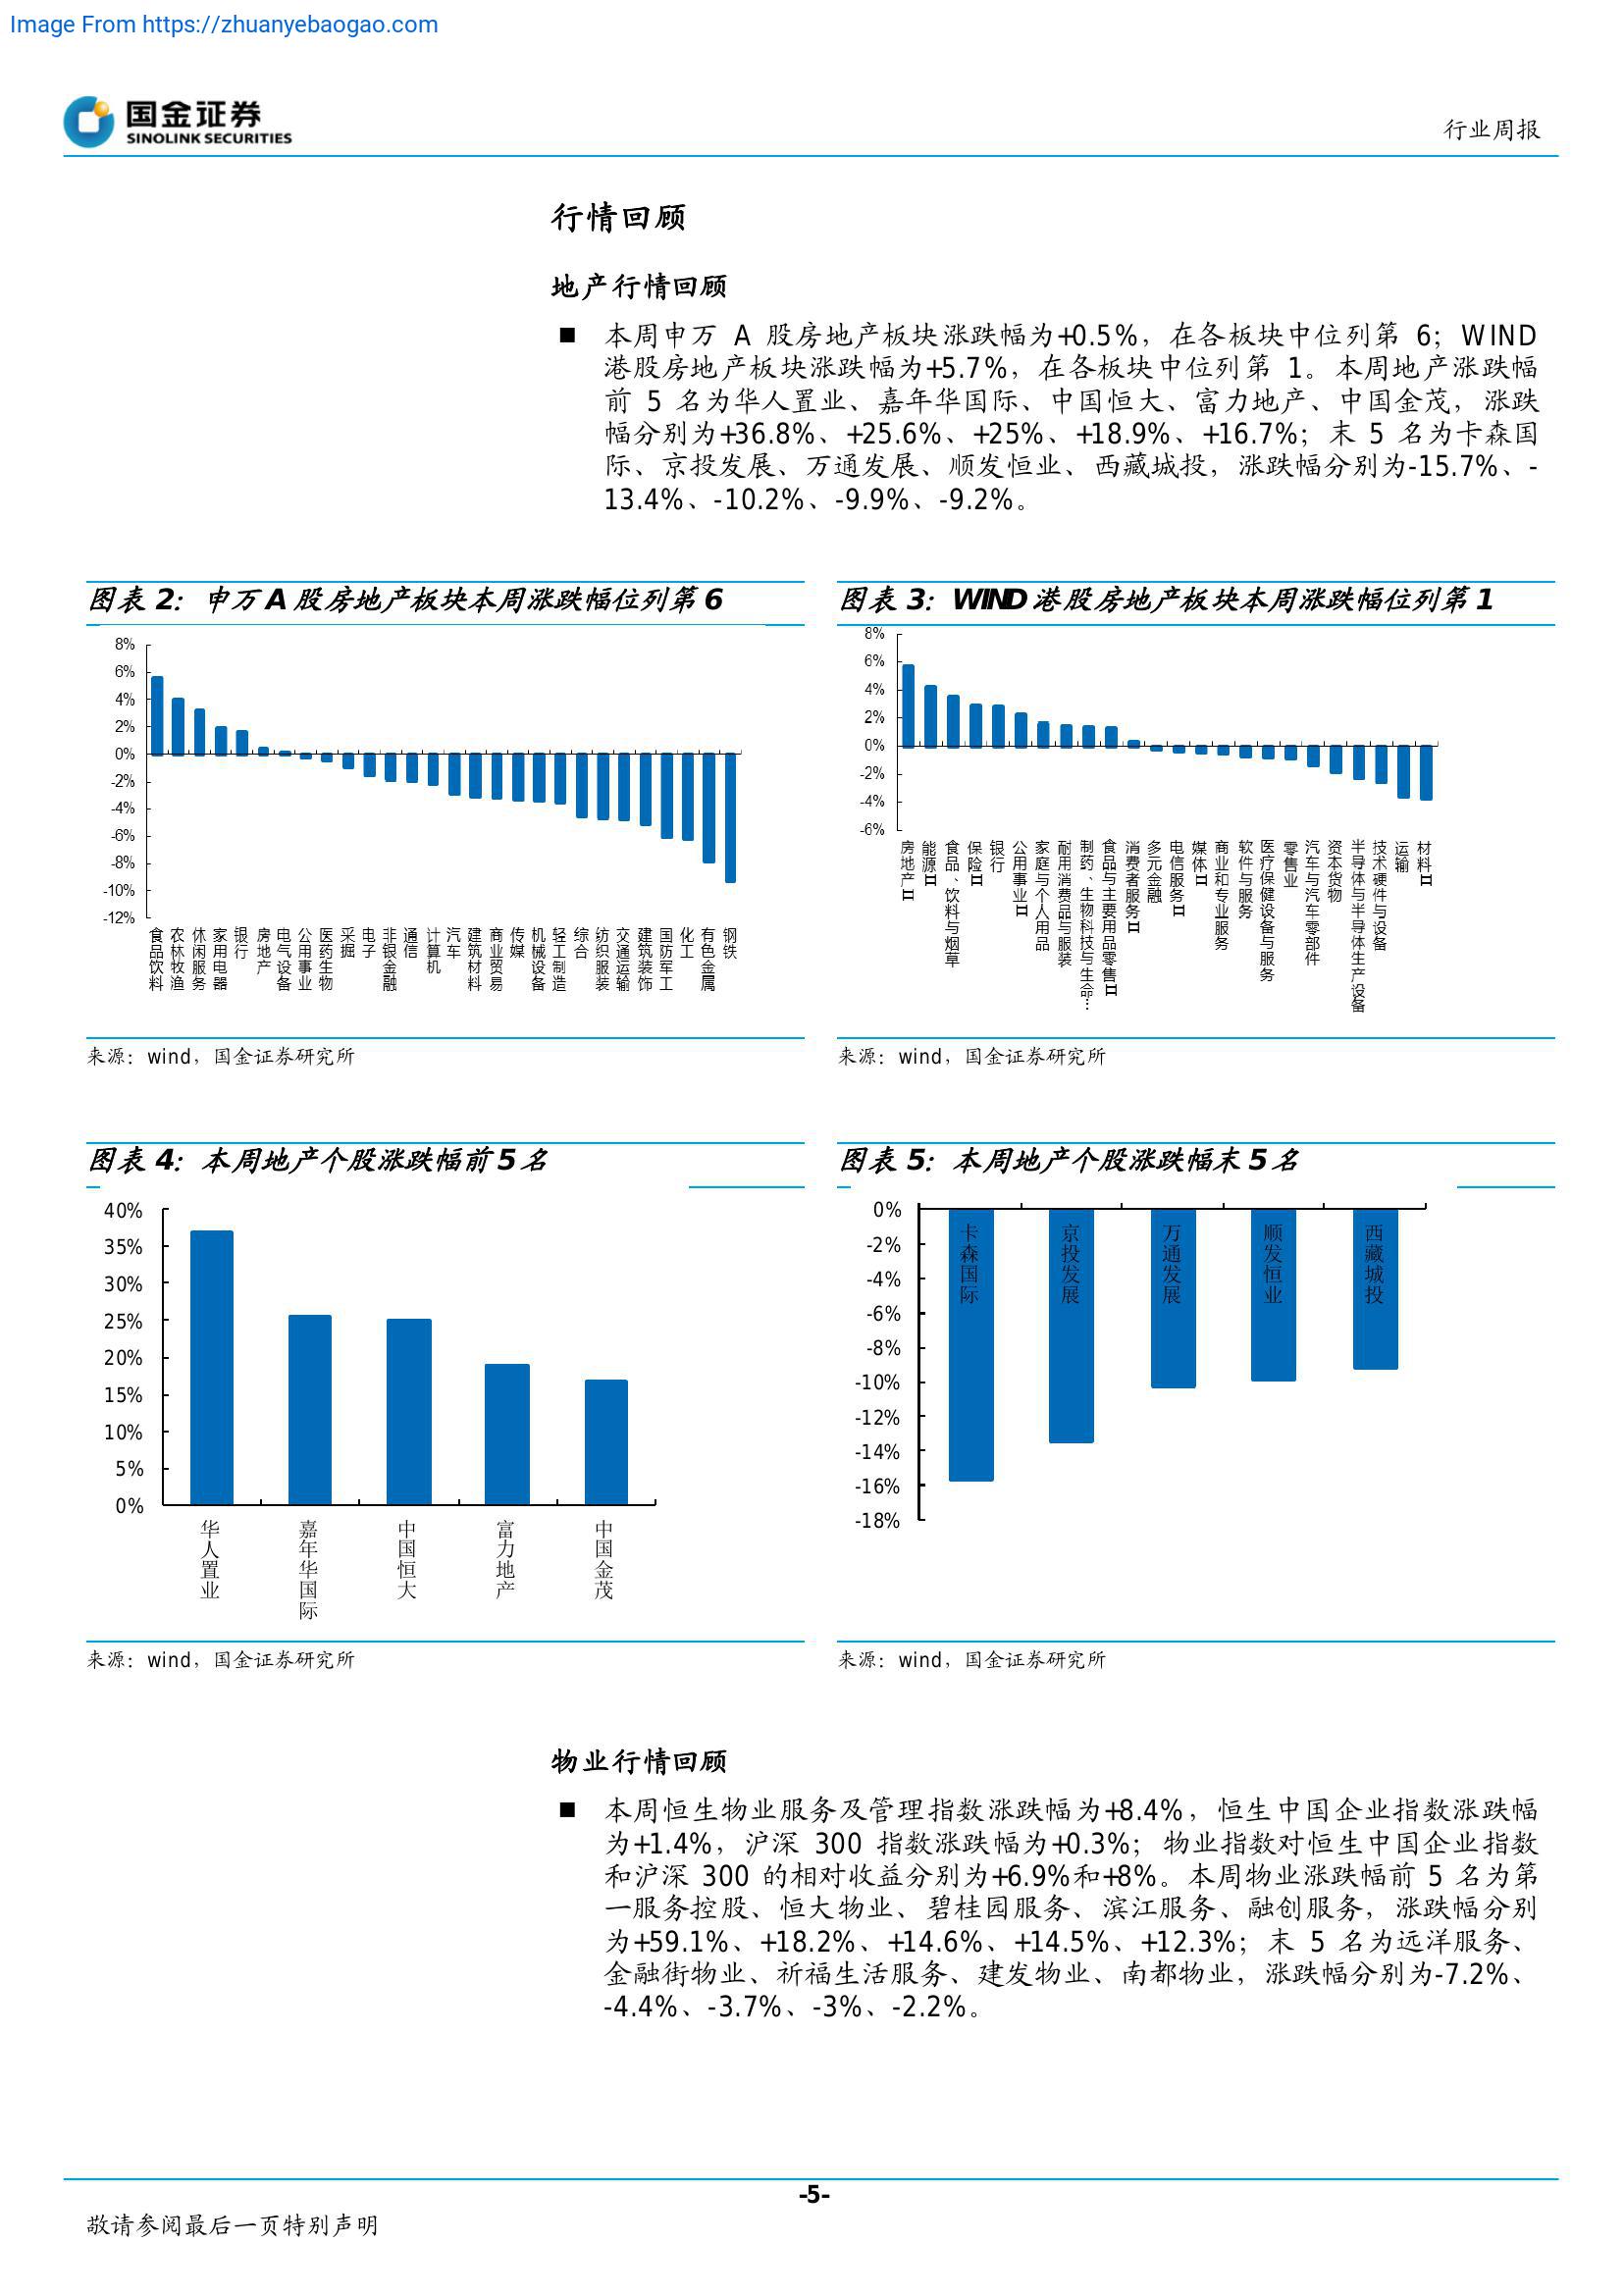 Image From https://zhuanyebaogao.com
国金证券
SINOLINK SECURITIES
行业周报
行情回顾
地产行情回顾
■ 本周申万 A 股房地产板块涨跌幅为+0.5%，在各板块中位列第 6；WIND
港股房地产板块涨跌幅为+5.7%，在各板块中位列第 1。本周地产涨跌幅
前 5 名为华人置业、嘉年华国际、中国恒大、富力地产、中国金茂，涨跌
幅分别为+36.8%、+25.6%、+25%、+18.9%、+16.7%；末 5 名为卡森国
际、京投发展、万通发展、顺发恒业、西藏城投，涨跌幅分别为-15.7%、-
13.4%、-10.2%、-9.9%、-9.2%。
图表 2：申万 A 股房地产板块本周涨跌幅位列第 6
8%
6%
4%
2%
0%
-2%
-4%
-6%
-8%
-10%
-12%
食品饮料
农林牧渔
休闲服务
家用电器
银行
房地产
电气设备
公用事业
医药生物
采掘
电子
非银金融
通信
计算机
汽车
建筑材料
商业贸易
传媒
机械设备
轻工制造
综合
纺织服装
交通运输
建筑装饰
国防军工
化工
有色金属
钢铁
来源：wind，国金证券研究所
图表 3：WIND 港股房地产板块本周涨跌幅位列第 1
8%
6%
4%
2%
0%
-2%
-4%
-6%
房地产II
能源II
食品、饮料与烟草
保险II
银行
公用事业II
家庭与个人用品
耐用消费品与服装
制药、生物科技与生命…
食品与主要用品零售II
消费者服务II
多元金融
电信服务II
媒体II
商业和专业服务
软件与服务
医疗保健设备与服务
零售业
汽车与汽车零部件
资本货物
半导体与半导体生产设备
技术硬件与设备
运输
材料II
来源：wind，国金证券研究所
图表 4：本周地产个股涨跌幅前 5 名
40%
35%
30%
25%
20%
15%
10%
5%
0%
华人置业
嘉年华国际
中国恒大
富力地产
中国金茂
来源：wind，国金证券研究所
图表 5：本周地产个股涨跌幅末 5 名
0%
-2%
-4%
-6%
-8%
-10%
-12%
-14%
-16%
-18%
卡森国际
京投发展
万通发展
顺发恒业
西藏城投
来源：wind，国金证券研究所
物业行情回顾
■ 本周恒生物业服务及管理指数涨跌幅为+8.4%，恒生中国企业指数涨跌幅
为+1.4%，沪深 300 指数涨跌幅为+0.3%；物业指数对恒生中国企业指数
和沪深 300 的相对收益分别为+6.9%和+8%。本周物业涨跌幅前 5 名为第
一服务控股、恒大物业、碧桂园服务、滨江服务、融创服务，涨跌幅分别
为+59.1%、+18.2%、+14.6%、+14.5%、+12.3%；末 5 名为远洋服务、
金融街物业、祈福生活服务、建发物业、南都物业，涨跌幅分别为-7.2%、
-4.4%、-3.7%、-3%、-2.2%。
-5-
敬请参阅最后一页特别声明